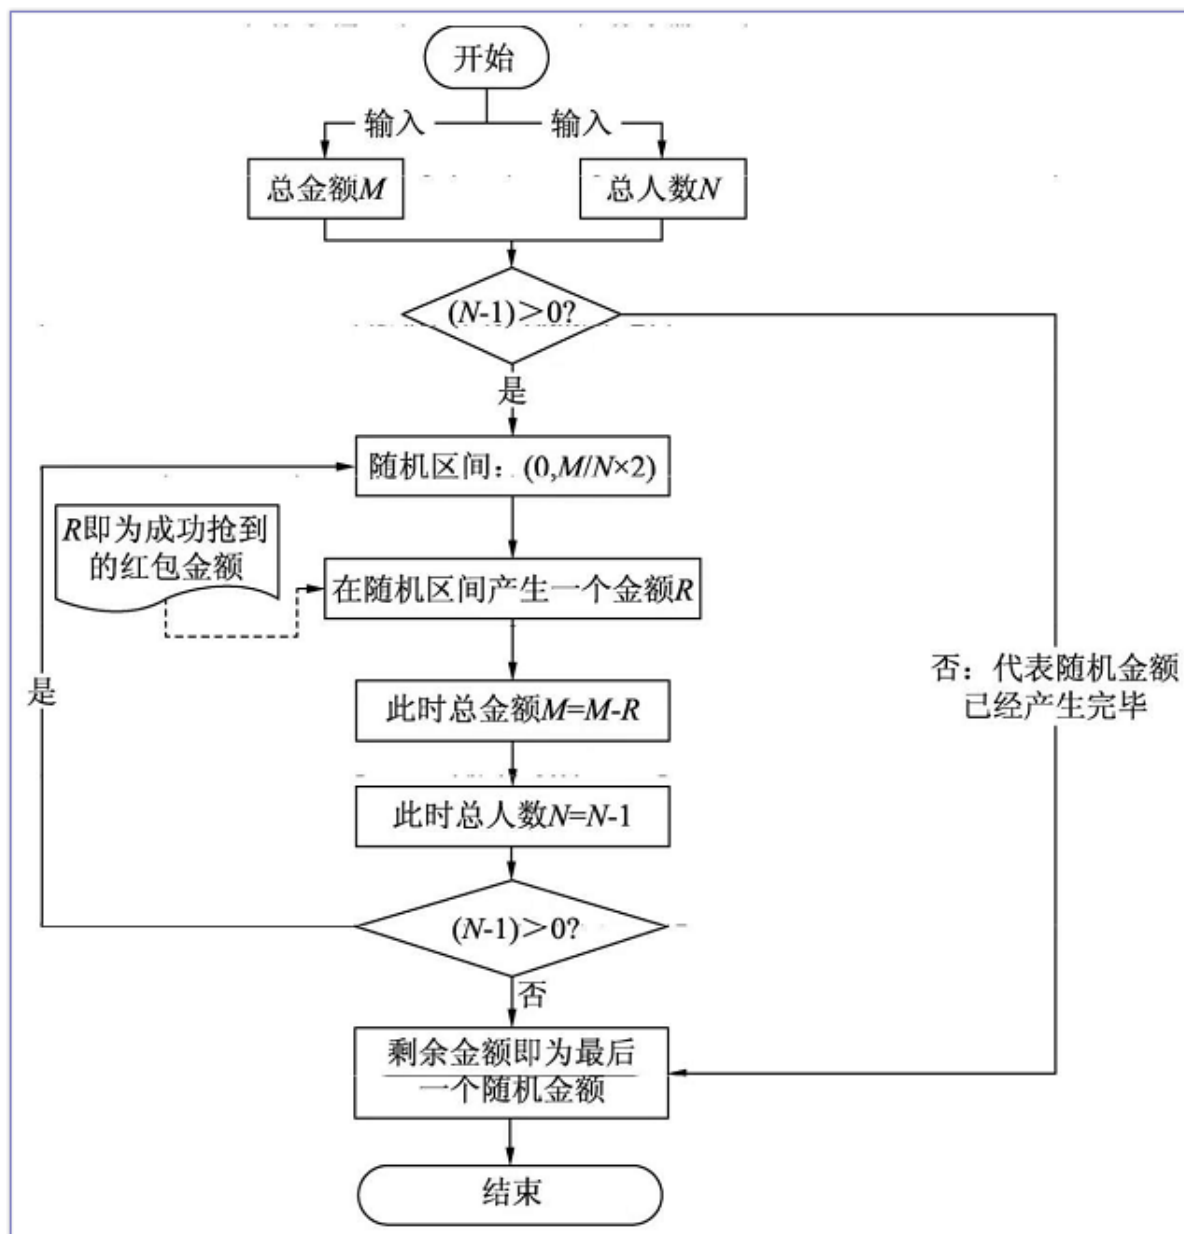 开始
输入
输入
总金额M
总人数N
(N-1)＞0?
是
随机区间：(0,M/N×2)
R即为成功抢到
的红包金额
在随机区间产生一个金额R
此时总金额M=M-R
是
否：代表随机金额
已经产生完毕
此时总人数N=N-1
(N-1)＞0?
否
剩余金额即为最后
一个随机金额
结束